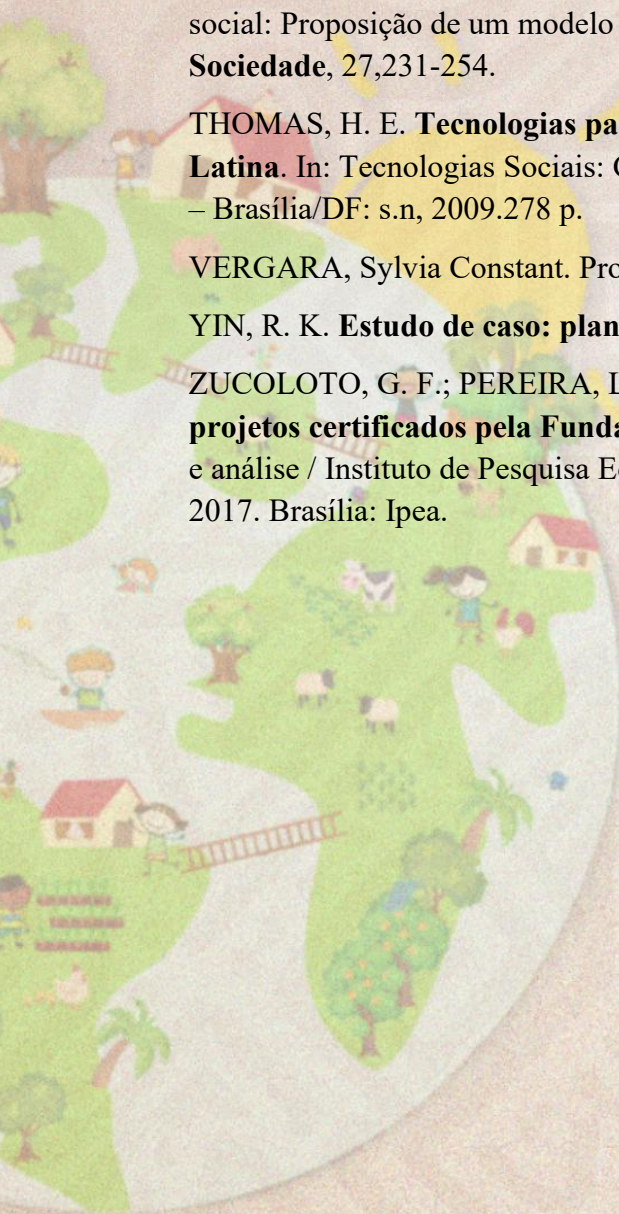 social: Proposição de um modelo
Sociedade, 27,231-254.
THOMAS, H. E. Tecnologias pa
Latina. In: Tecnologias Sociais:
– Brasília/DF: s.n, 2009.278 p.
VERGARA, Sylvia Constant. Pro
YIN, R. K. Estudo de caso: plan
ZUCOLOTO, G. F.; PEREIRA, L
projetos certificados pela Funda
e análise / Instituto de Pesquisa E
2017. Brasília: Ipea.